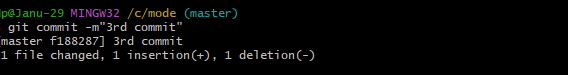 p@Janu-29 MINGW32 /c/mode (master)
git commit -m"3rd commit"
master f188287] 3rd commit
1 file changed, 1 insertion(+), 1 deletion(-)